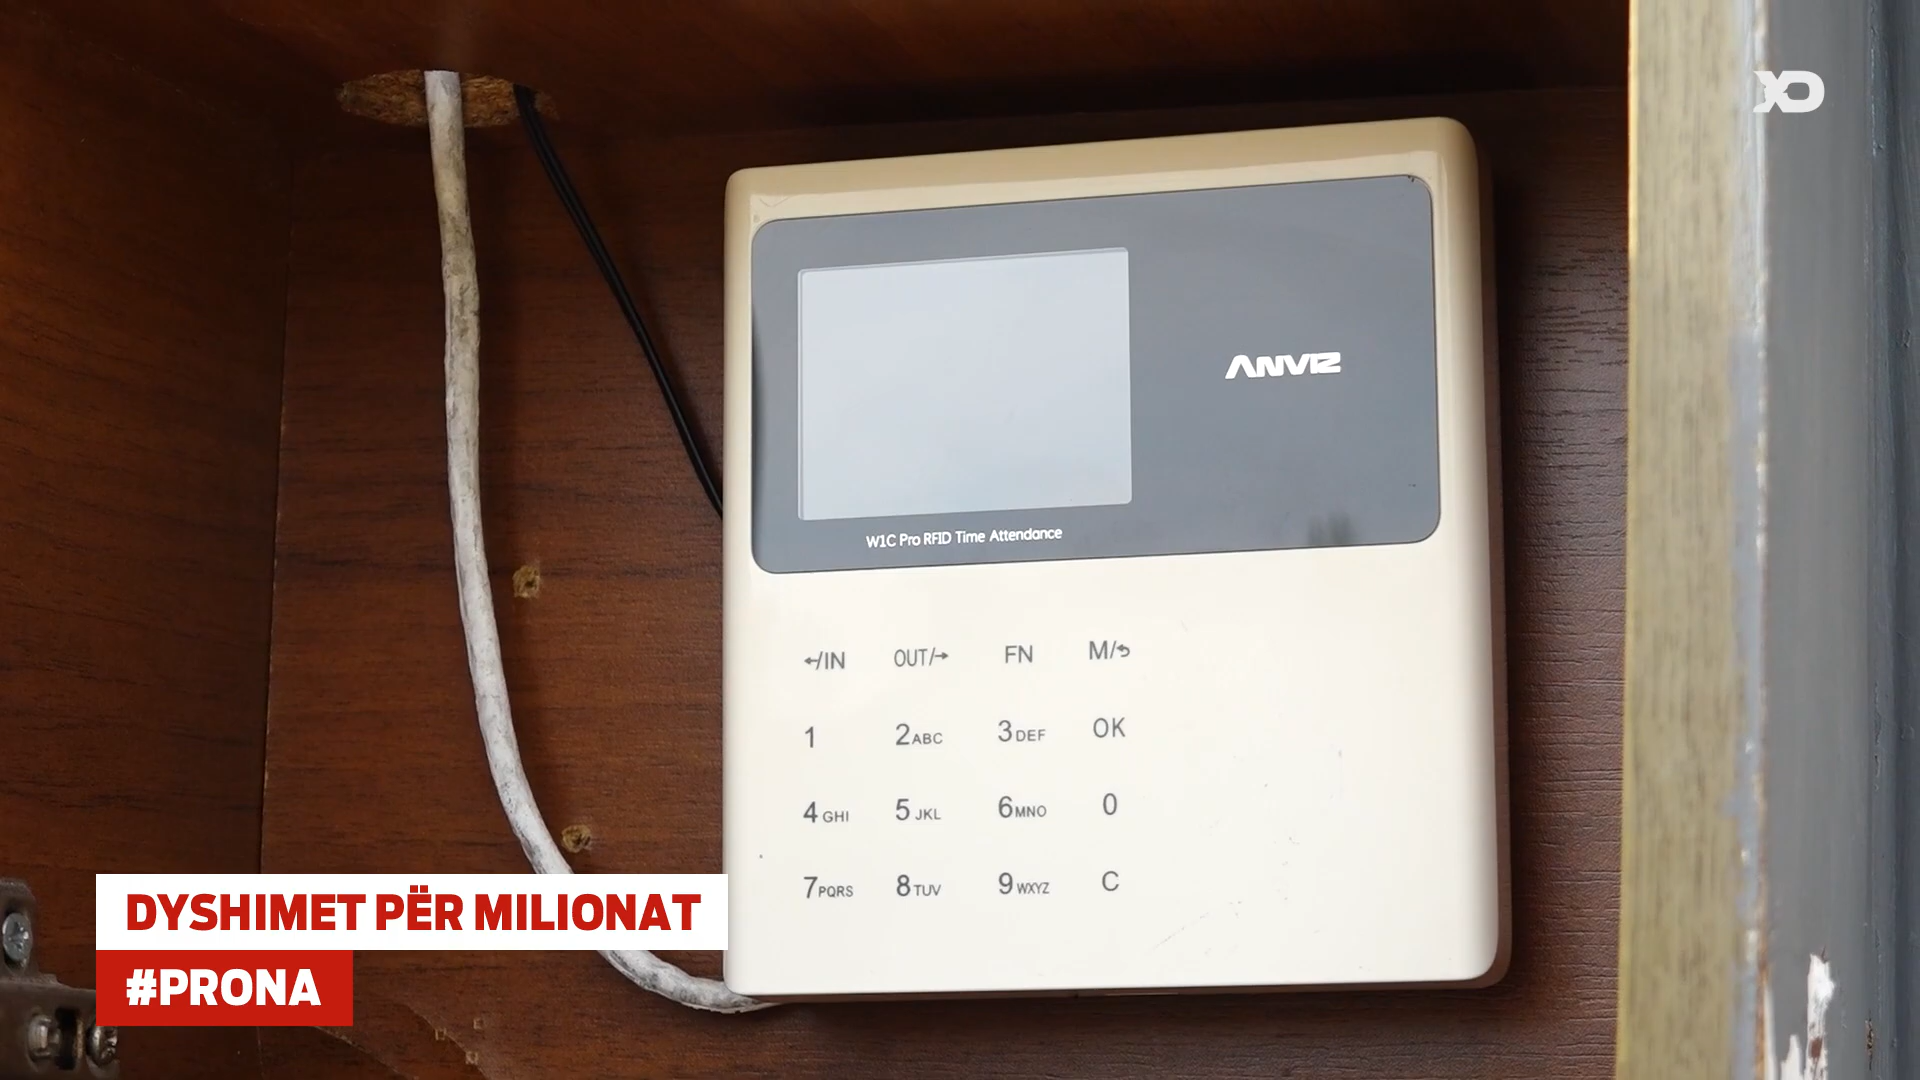 XO
ANVIZ
W1C Pro RFID Time Attendance
←/IN OUT/→ FN M/⮌
1 2ABC 3DEF OK
4GHI 5JKL 6MNO 0
7PQRS 8TUV 9WXYZ C
DYSHIMET PËR MILIONAT
#PRONA